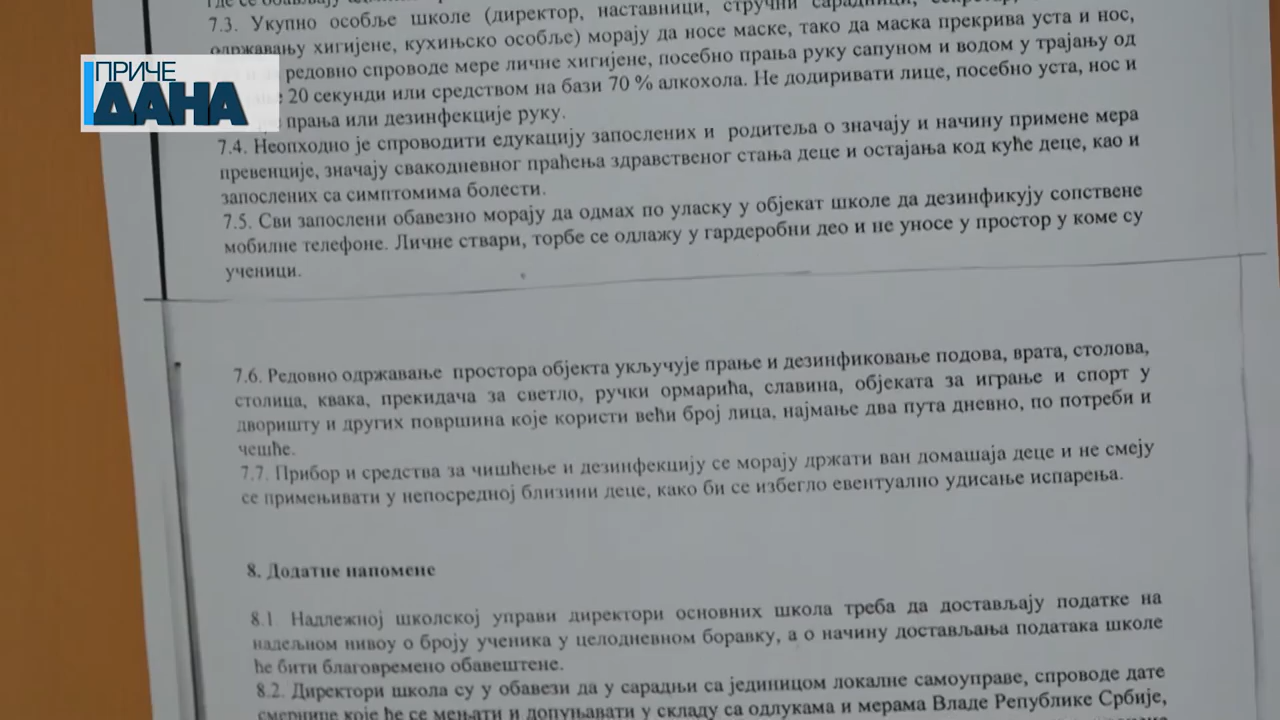 ПРИЧЕ
ДАНА
7.3. Укупно особље школе (директор, наставници, стручни сарадници,
одржавању хигијене, кухињско особље) морају да носе маске, тако да маска прекрива уста и нос,
да редовно спроводе мере личне хигијене, посебно прања руку сапуном и водом у трајању од
20 секунди или средством на бази 70 % алкохола. Не додиривати лице, посебно уста, нос и
прања или дезинфекције руку.
7.4. Неопходно је спроводити едукацију запослених и родитеља о значају и начину примене мера
превенције, значају свакодневног праћења здравственог стања деце и остајања код куће деце, као и
запослених са симптомима болести.
7.5. Сви запослени обавезно морају да одмах по уласку у објекат школе да дезинфикују сопствене
мобилне телефоне. Личне ствари, торбе се одлажу у гардеробни део и не уносе у простор у коме су
ученици.
7.6. Редовно одржавање простора објекта укључује прање и дезинфиковање подова, врата, столова,
столица, квака, прекидача за светло, ручки ормарића, славина, објеката за играње и спорт у
дворишту и других површина које користи већи број лица, најмање два пута дневно, по потреби и
чешће.
7.7. Прибор и средства за чишћење и дезинфекцију се морају држати ван домашаја деце и не смеју
се примењивати у непосредној близини деце, како би се избегло евентуално удисање испарења.
8. Додатне напомене
8.1 Надлежној школској управи директори основних школа треба да достављају податке на
надељном нивоу о броју ученика у целодневном боравку, а о начину достављања података школе
ће бити благовремено обавештене.
8.2. Директори школа су у обавези да у сарадњи са јединицом локалне самоуправе, спроводе дате
смернице које ће се мењати и допуњавати у складу са одлукама и мерама Владе Републике Србије,